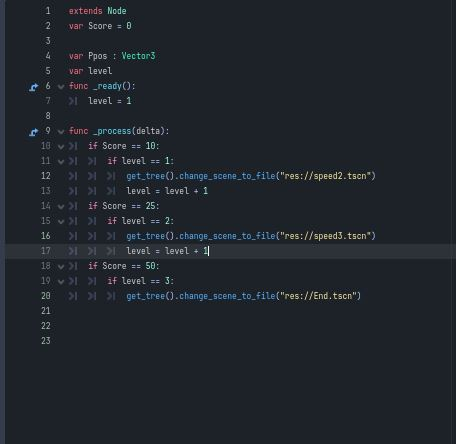 1 extends Node
2 var Score = 0
3
4 var Ppos : Vector3
5 var level
6 func _ready():
7 level = 1
8
9 func _process(delta):
10 if Score == 10:
11 if level == 1:
12 get_tree().change_scene_to_file("res://speed2.tscn")
13 level = level + 1
14 if Score == 25:
15 if level == 2:
16 get_tree().change_scene_to_file("res://speed3.tscn")
17 level = level + 1
18 if Score == 50:
19 if level == 3:
20 get_tree().change_scene_to_file("res://End.tscn")
21
22
23